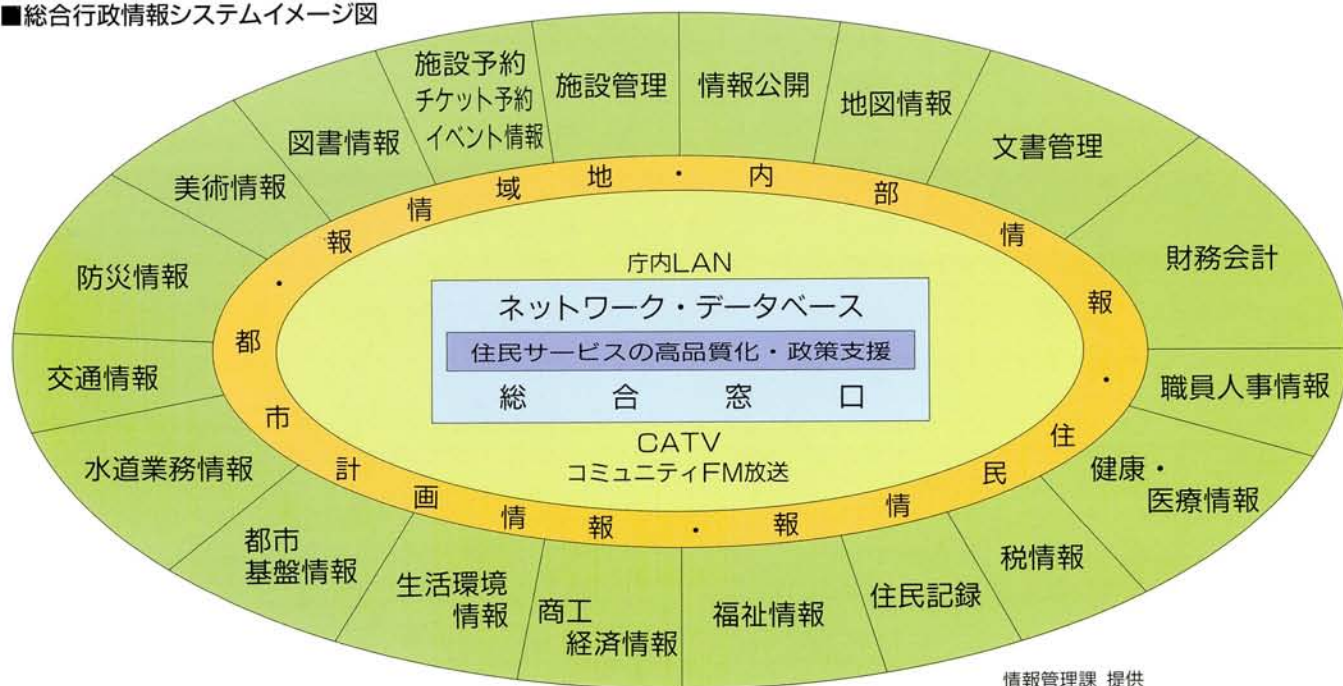 ■総合行政情報システムイメージ図
施設予約
チケット予約
イベント情報
施設管理
情報公開
地図情報
文書管理
財務会計
職員人事情報
健康・
医療情報
税情報
住民記録
福祉情報
商工
経済情報
生活環境
情報
都市
基盤情報
水道業務情報
交通情報
防災情報
美術情報
図書情報
・内部情報
・住民情報
・都市計画情報
・地域情報
庁内LAN
ネットワーク・データベース
住民サービスの高品質化・政策支援
総合窓口
CATV
コミュニティFM放送
情報管理課 提供